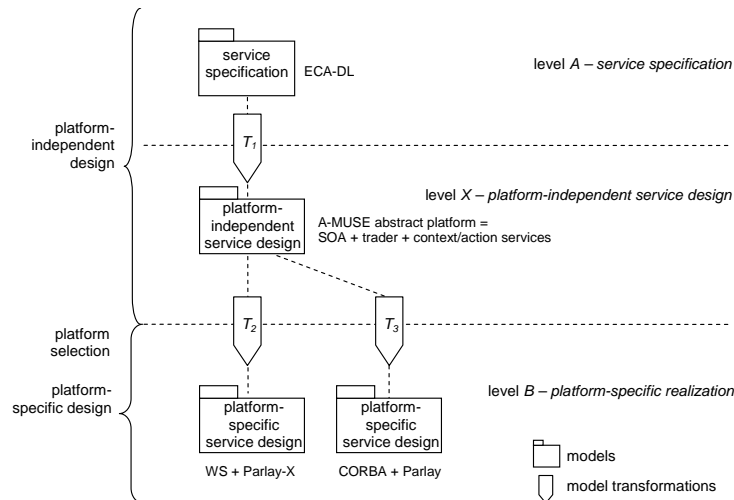 service
specification
ECA-DL
level A – service specification
platform-
independent
design
T1
level X – platform-independent service design
platform-
independent
service design
A-MUSE abstract platform =
SOA + trader + context/action services
platform
selection
T2
T3
platform-
specific design
level B – platform-specific realization
platform-
specific
service design
platform-
specific
service design
WS + Parlay-X
CORBA + Parlay
models
model transformations